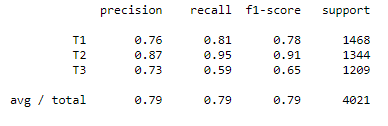 precision recall f1-score support
T1 0.76 0.81 0.78 1468
T2 0.87 0.95 0.91 1344
T3 0.73 0.59 0.65 1209
avg / total 0.79 0.79 0.79 4021